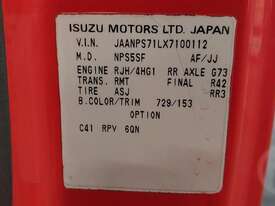 ISUZU MOTORS LTD. JAPAN
V.I.N. JAANPS71LX7100112
M.D. NPS5SF AF/JJ
ENGINE RJH/4HG1 RR AXLE G73
TRANS. RMT FINAL R42
TIRE ASJ RR3
B.COLOR/TRIM 729/153
OPTION
C41 RPV 6QN